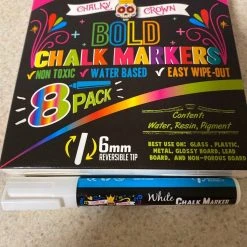 CHALKY CROWN
BOLD
CHALK MARKERS
NON TOXIC WATER BASED EASY WIPE-OUT
8 PACK
6mm
REVERSIBLE TIP
CONTENT:
Water, Resin, Pigment
BEST USE ON: GLASS, PLASTIC,
METAL, GLOSSY BOARD, LEAD
BOARD, AND NON-POROUS BOARD
White CHALK MARKER